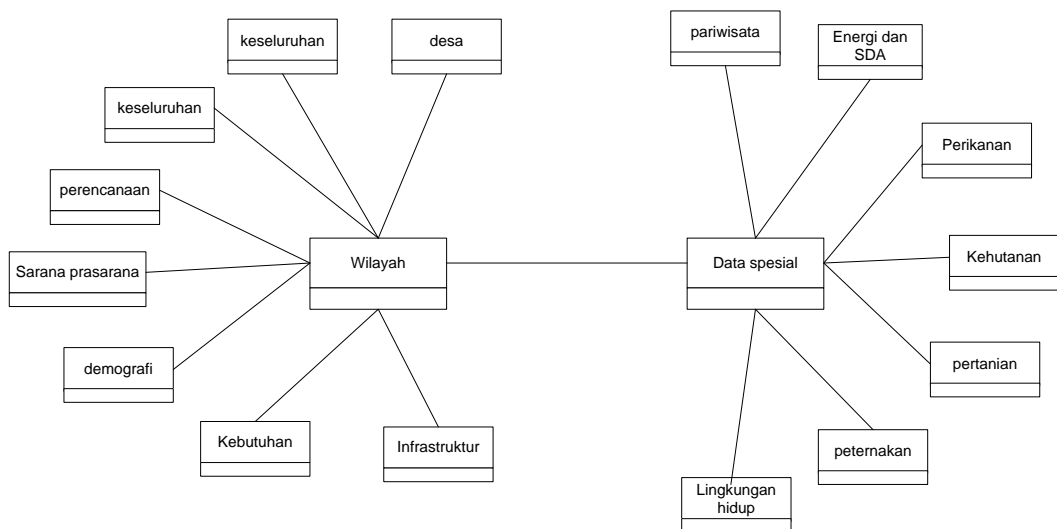 keseluruhan
desa
keseluruhan
perencanaan
Sarana prasarana
demografi
Wilayah
Kebutuhan
Infrastruktur
pariwisata
Energi dan
SDA
Perikanan
Data spesial
Kehutanan
pertanian
peternakan
Lingkungan
hidup